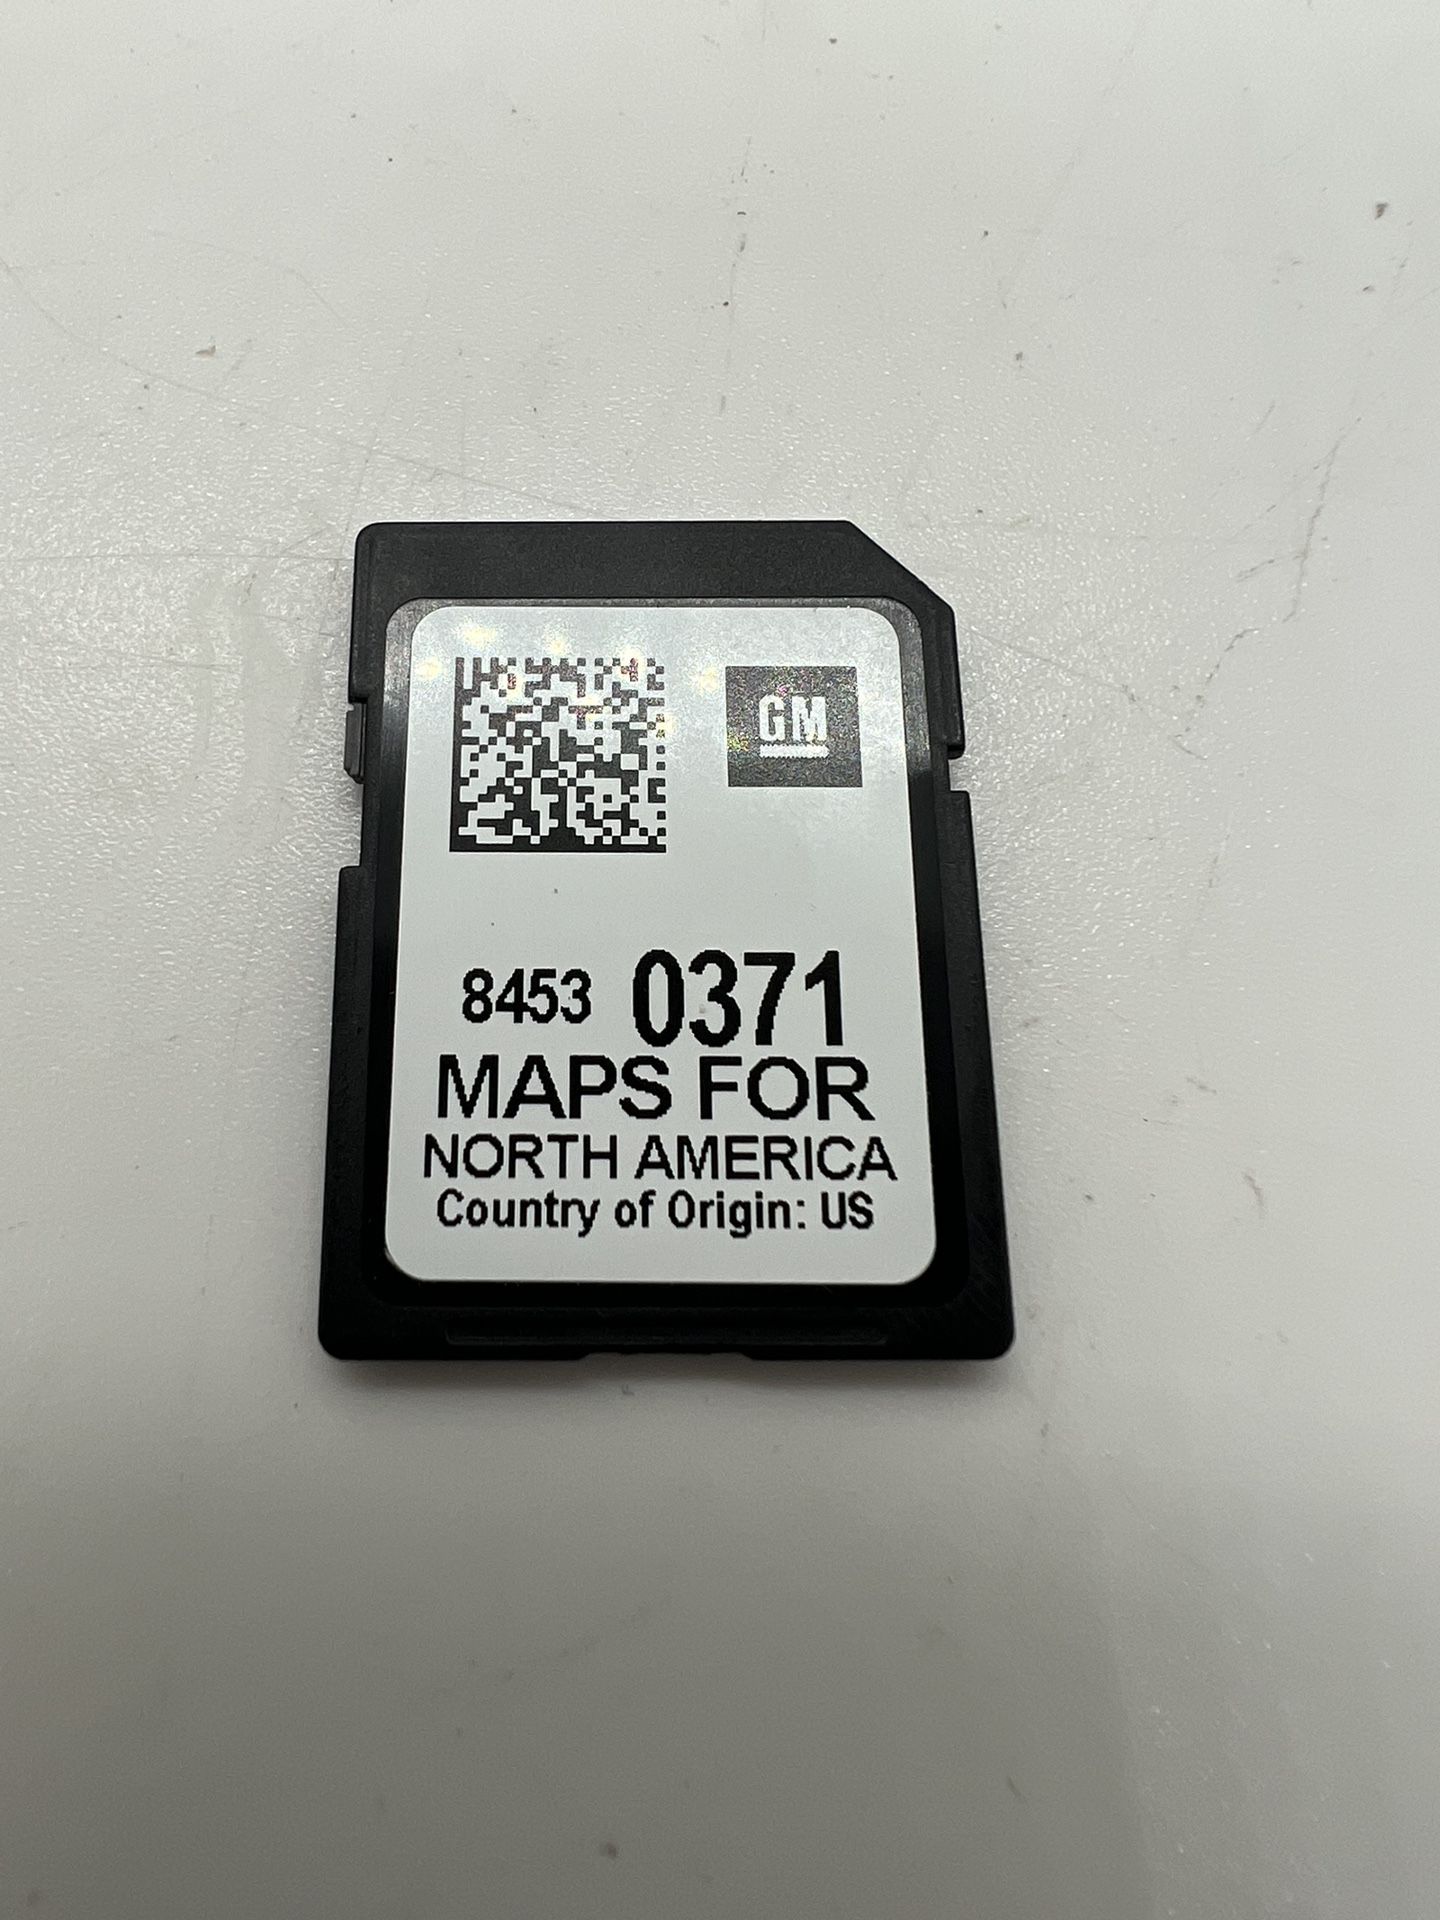 GM
8453 0371
MAPS FOR
NORTH AMERICA
Country of Origin: US